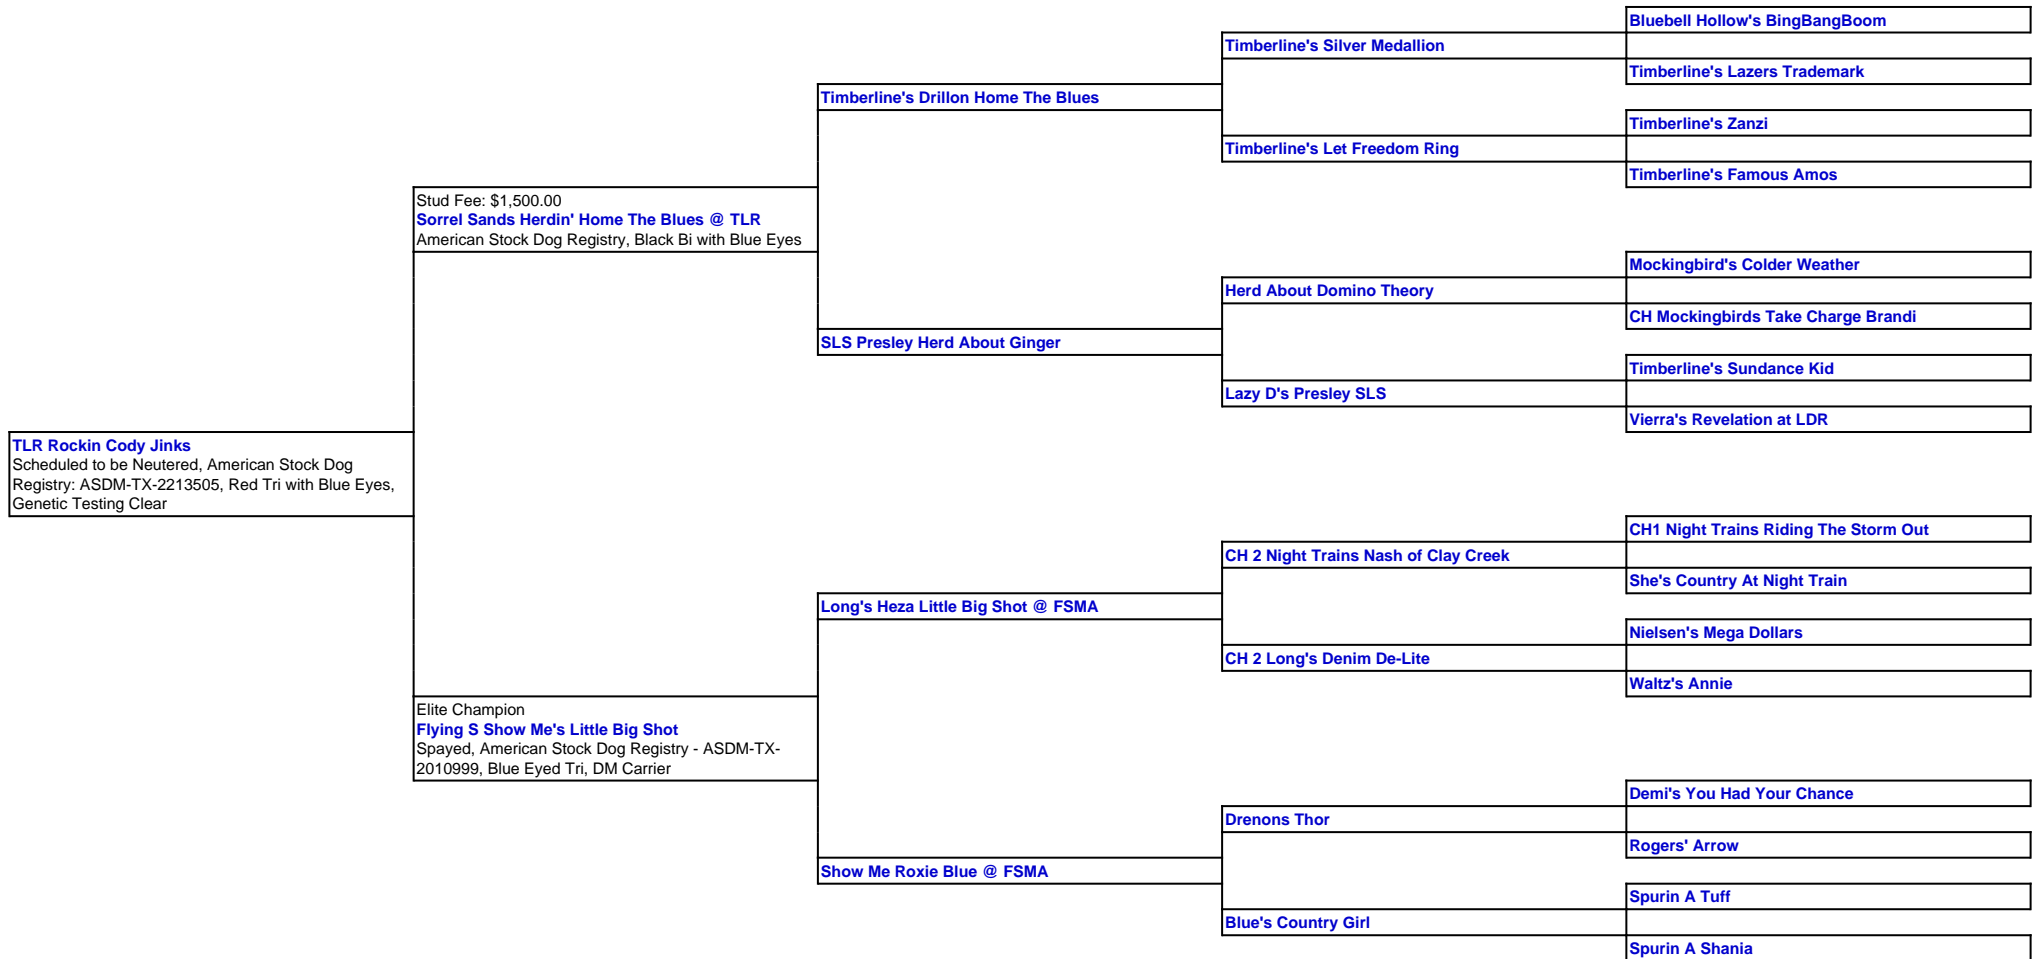 Bluebell Hollow's BingBangBoom
Timberline's Silver Medallion
Timberline's Lazers Trademark
Timberline's Drillon Home The Blues
Timberline's Zanzi
Timberline's Let Freedom Ring
Timberline's Famous Amos
Stud Fee: $1,500.00
Sorrel Sands Herdin' Home The Blues @ TLR
American Stock Dog Registry, Black Bi with Blue Eyes
Mockingbird's Colder Weather
Herd About Domino Theory
CH Mockingbirds Take Charge Brandi
SLS Presley Herd About Ginger
Timberline's Sundance Kid
Lazy D's Presley SLS
Vierra's Revelation at LDR
TLR Rockin Cody Jinks
Scheduled to be Neutered, American Stock Dog
Registry: ASDM-TX-2213505, Red Tri with Blue Eyes,
Genetic Testing Clear
CH1 Night Trains Riding The Storm Out
CH 2 Night Trains Nash of Clay Creek
She's Country At Night Train
Long's Heza Little Big Shot @ FSMA
Nielsen's Mega Dollars
CH 2 Long's Denim De-Lite
Waltz's Annie
Elite Champion
Flying S Show Me's Little Big Shot
Spayed, American Stock Dog Registry - ASDM-TX-
2010999, Blue Eyed Tri, DM Carrier
Demi's You Had Your Chance
Drenons Thor
Rogers' Arrow
Show Me Roxie Blue @ FSMA
Spurin A Tuff
Blue's Country Girl
Spurin A Shania